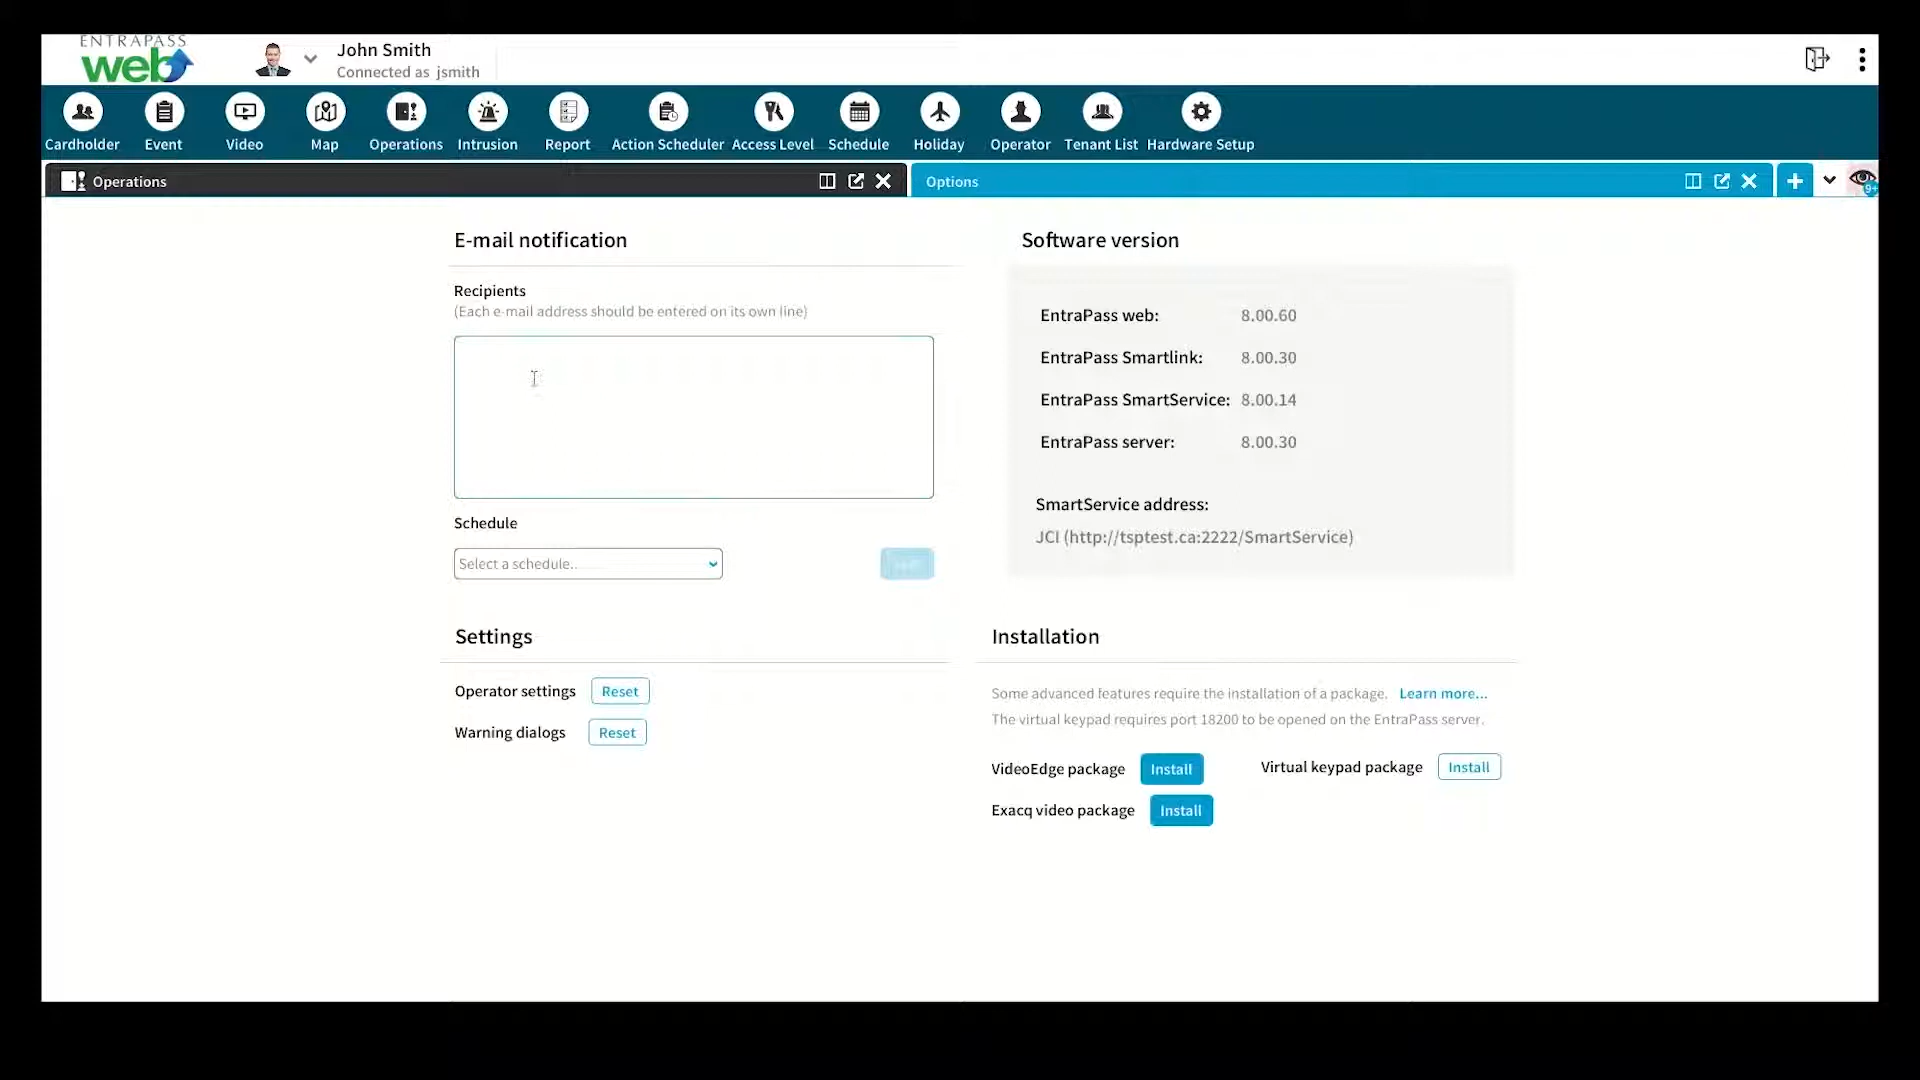 ENTRAPASS
web
John Smith
Connected as jsmith
Cardholder Event Video Map Operations Intrusion Report Action Scheduler Access Level Schedule Holiday Operator Tenant List Hardware Setup
Operations
Options
9+
E-mail notification
Recipients
(Each e-mail address should be entered on its own line)
Schedule
Select a schedule..
Software version
EntraPass web: 8.00.60
EntraPass Smartlink: 8.00.30
EntraPass SmartService: 8.00.14
EntraPass server: 8.00.30
SmartService address:
JCI (http://tsptest.ca:2222/SmartService)
Settings
Operator settings Reset
Warning dialogs Reset
Installation
Some advanced features require the installation of a package. Learn more...
The virtual keypad requires port 18200 to be opened on the EntraPass server.
VideoEdge package Install
Virtual keypad package Install
Exacq video package Install